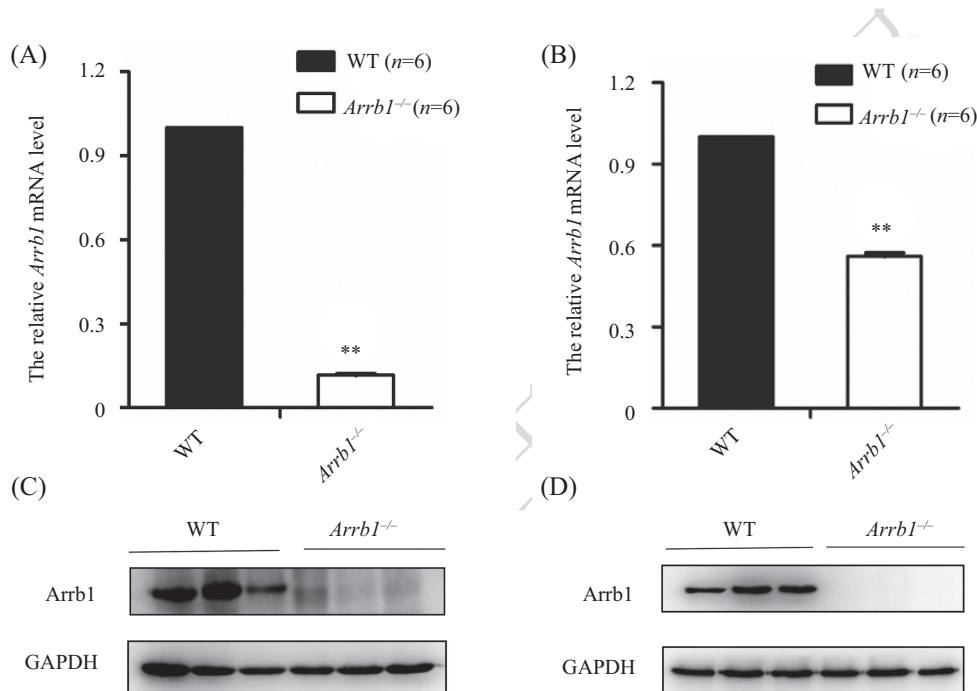 (A)
WT (n=6)
Arrb1⁻/⁻ (n=6)
The relative Arrb1 mRNA level
1.2
0.9
0.6
0.3
0
**
WT
Arrb1⁻/⁻
(B)
WT (n=6)
Arrb1⁻/⁻ (n=6)
The relative Arrb1 mRNA level
1.2
0.9
0.6
0.3
0
**
WT
Arrb1⁻/⁻
(C)
WT
Arrb1⁻/⁻
Arrb1
GAPDH
(D)
WT
Arrb1⁻/⁻
Arrb1
GAPDH